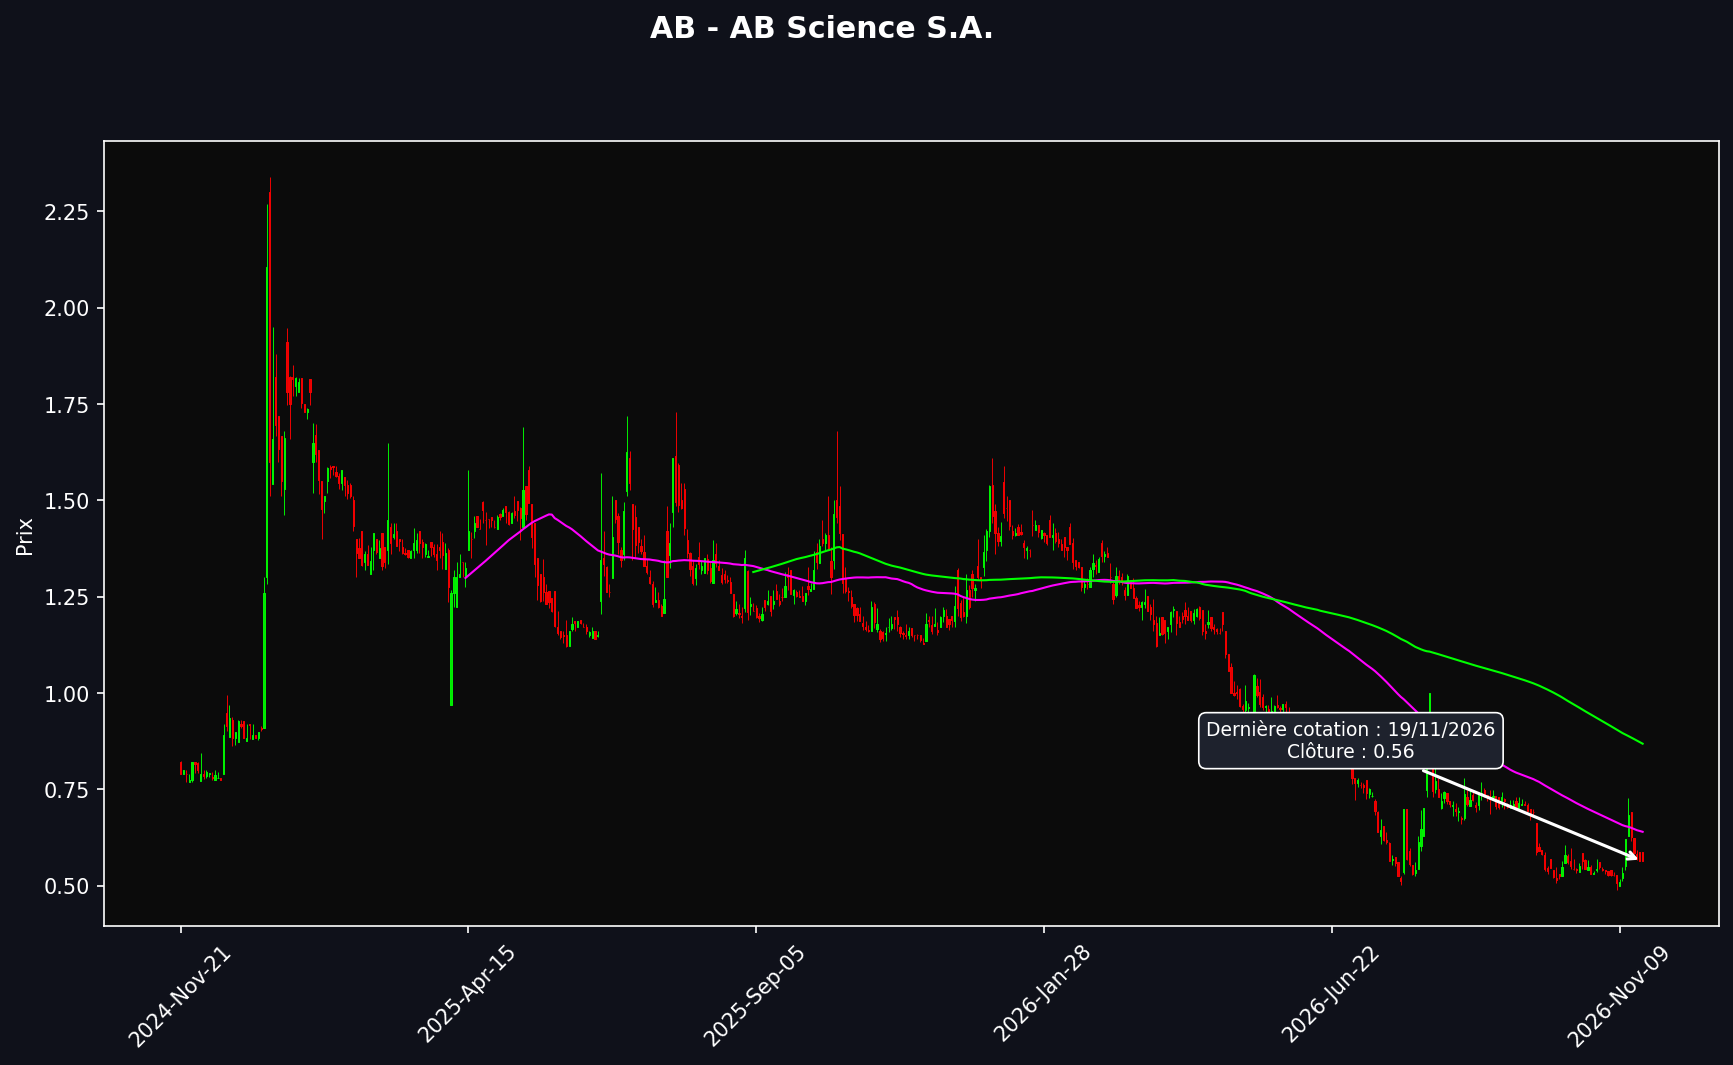 AB - AB Science S.A.
Prix
2.25
2.00
1.75
1.50
1.25
1.00
0.75
0.50
Dernière cotation : 19/11/2026
Clôture : 0.56
2024-Nov-21
2025-Apr-15
2025-Sep-05
2026-Jan-28
2026-Jun-22
2026-Nov-09